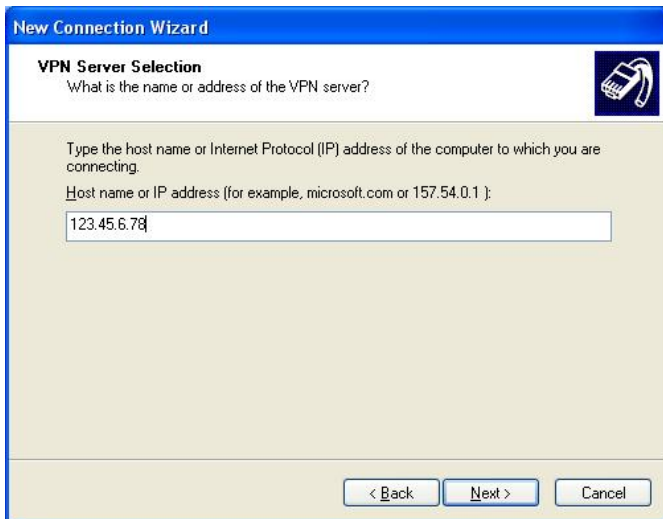 New Connection Wizard
VPN Server Selection
What is the name or address of the VPN server?
Type the host name or Internet Protocol (IP) address of the computer to which you are
connecting.
Host name or IP address (for example, microsoft.com or 157.54.0.1 ):
123.45.6.78
< Back
Next >
Cancel